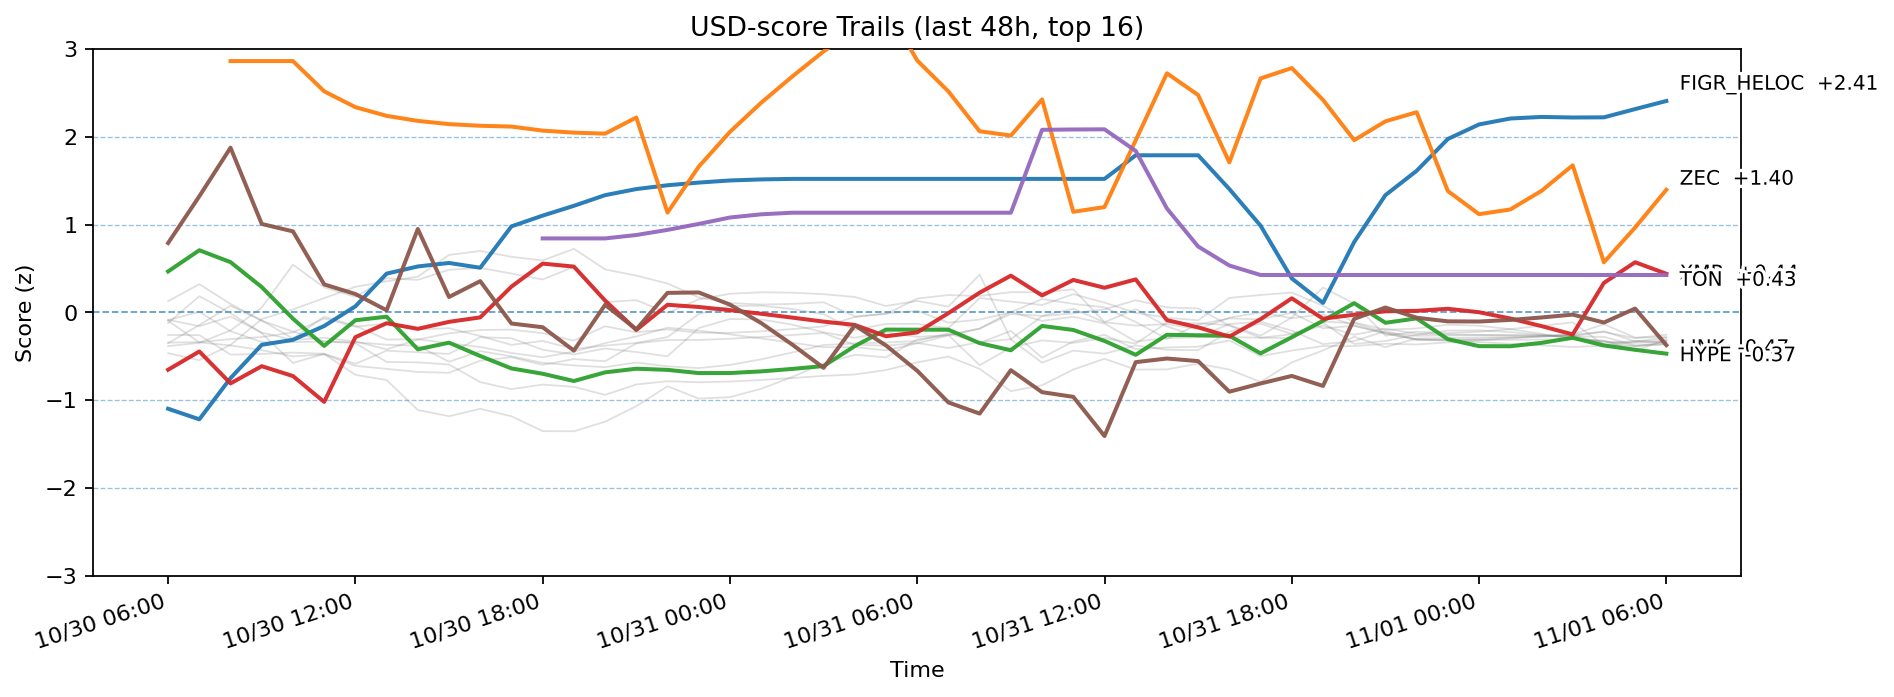 USD-score Trails (last 48h, top 16)
3
2
1
0
−1
−2
−3
Score (z)
FIGR_HELOC +2.41
ZEC +1.40
TON +0.43
HYPE -0.37
10/30 06:00
10/30 12:00
10/30 18:00
10/31 00:00
10/31 06:00
10/31 12:00
10/31 18:00
11/01 00:00
11/01 06:00
Time